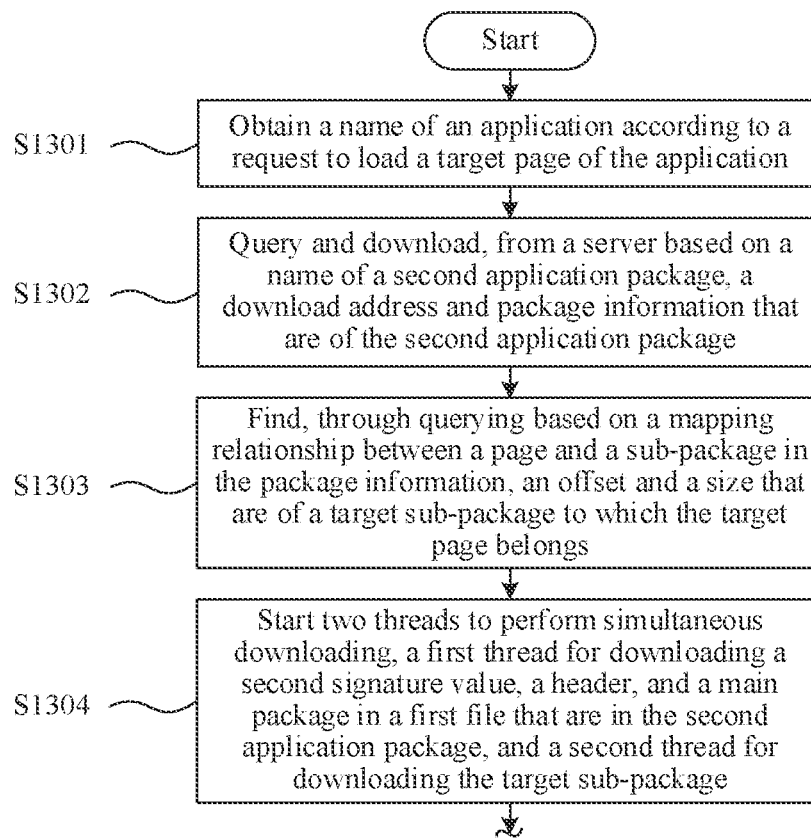 Start
S1301
Obtain a name of an application according to a
request to load a target page of the application
S1302
Query and download, from a server based on a
name of a second application package, a
download address and package information that
are of the second application package
S1303
Find, through querying based on a mapping
relationship between a page and a sub-package in
the package information, an offset and a size that
are of a target sub-package to which the target
page belongs
S1304
Start two threads to perform simultaneous
downloading, a first thread for downloading a
second signature value, a header, and a main
package in a first file that are in the second
application package, and a second thread for
downloading the target sub-package